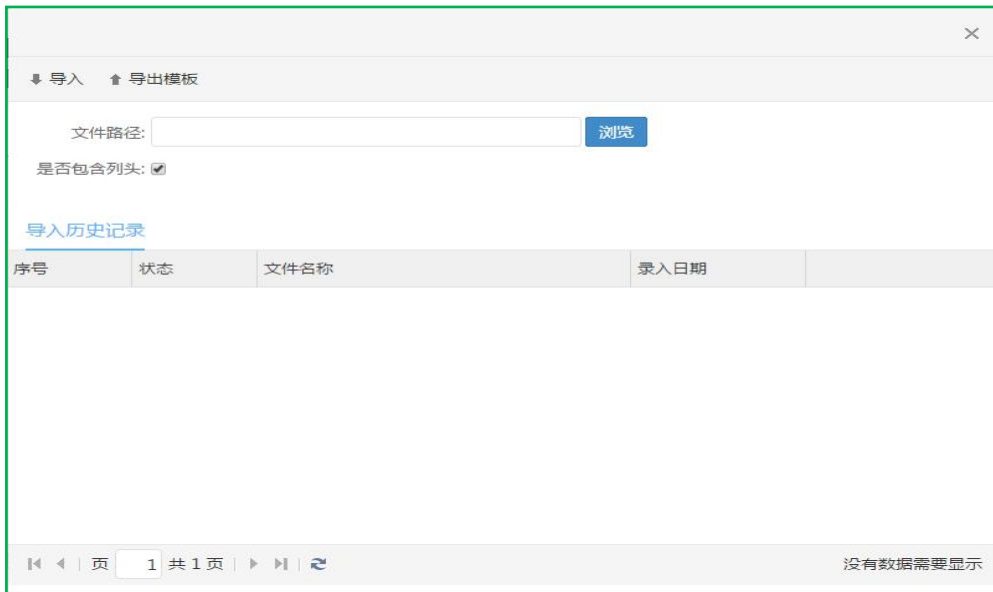 导入 导出模板
文件路径: 浏览
是否包含列头:
导入历史记录
序号 状态 文件名称 录入日期
页 1 共1页 没有数据需要显示